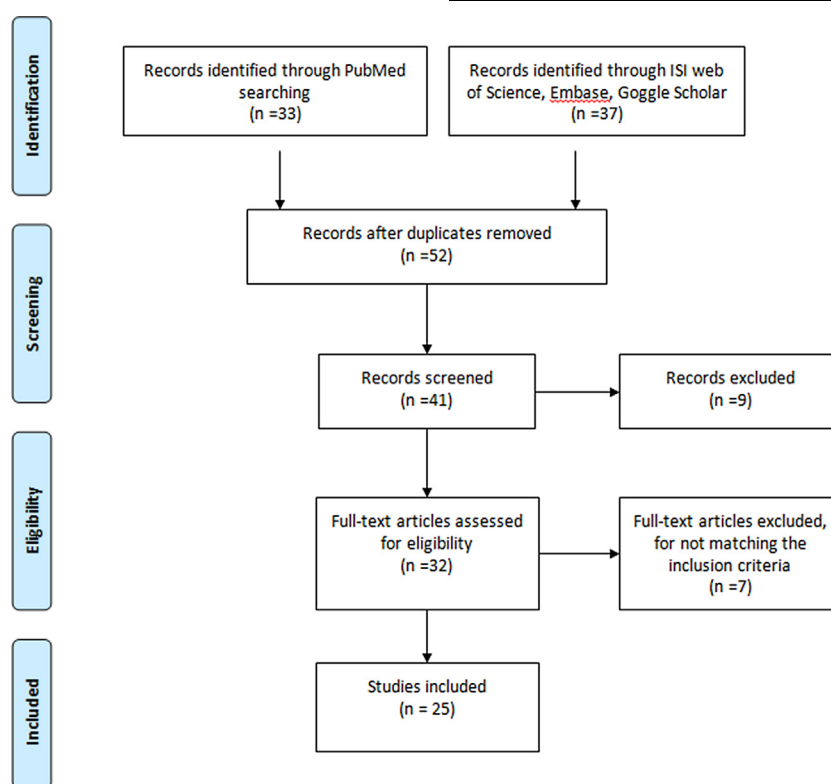 Identification
Records identified through PubMed
searching
(n =33)
Records identified through ISI web
of Science, Embase, Goggle Scholar
(n =37)
Screening
Records after duplicates removed
(n =52)
Records screened
(n =41)
Records excluded
(n =9)
Eligibility
Full-text articles assessed
for eligibility
(n =32)
Full-text articles excluded,
for not matching the
inclusion criteria
(n =7)
Included
Studies included
(n = 25)